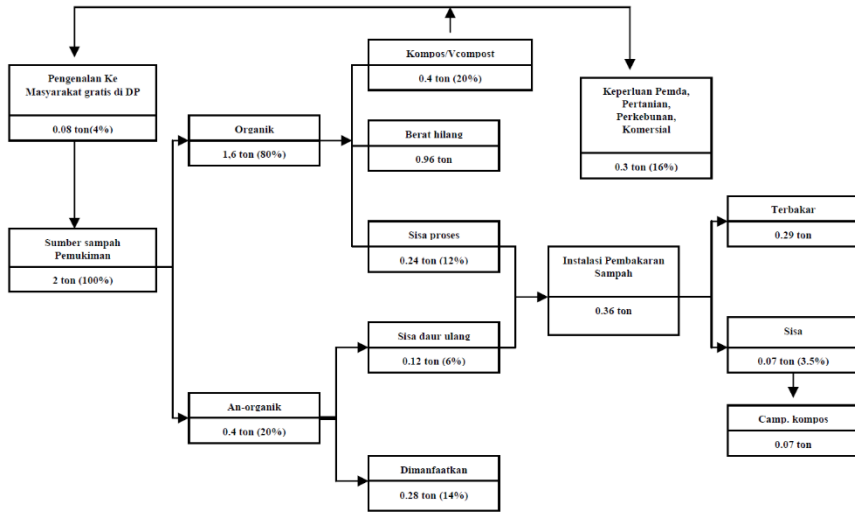 Pengenalan Ke
Masyarakat gratis di DP
0.08 ton(4%)
Sumber sampah
Pemukiman
2 ton (100%)
Organik
1,6 ton (80%)
An-organik
0.4 ton (20%)
Kompos/Vcompost
0.4 ton (20%)
Berat hilang
0.96 ton
Sisa proses
0.24 ton (12%)
Sisa daur ulang
0.12 ton (6%)
Dimanfaatkan
0.28 ton (14%)
Keperluan Pemda,
Pertanian,
Perkebunan,
Komersial
0.3 ton (16%)
Instalasi Pembakaran
Sampah
0.36 ton
Terbakar
0.29 ton
Sisa
0.07 ton (3.5%)
Camp. kompos
0.07 ton